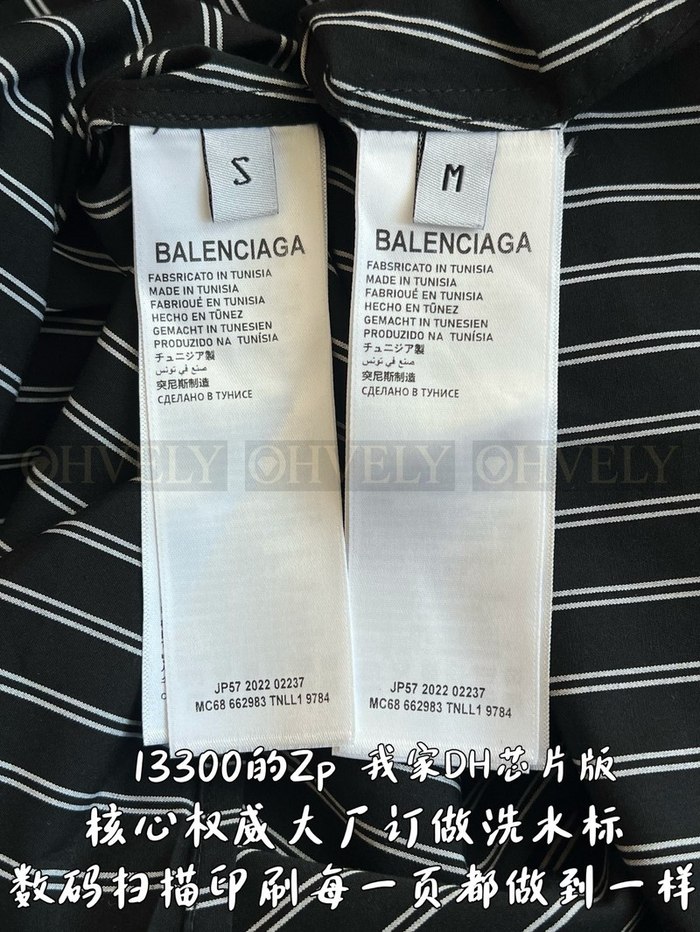 S
BALENCIAGA
FABSRICATO IN TUNISIA
MADE IN TUNISIA
FABRIQUÉ EN TUNISIA
HECHO EN TŪNEZ
GEMACHT IN TUNESIEN
PRODUZIDO NA TUNÍSIA
チュニジア製
صنع في تونس
突尼斯制造
СДЕЛАНО В ТУНИСЕ
JP57 2022 02237
MC68 662983 TNLL1 9784
M
BALENCIAGA
FABSRICATO IN TUNISIA
MADE IN TUNISIA
FABRIQUÉ EN TUNISIA
HECHO EN TŪNEZ
GEMACHT IN TUNESIEN
PRODUZIDO NA TUNÍSIA
チュニジア製
صنع في تونس
突尼斯制造
СДЕЛАНО В ТУНИСЕ
JP57 2022 02237
MC68 662983 TNLL1 9784
OHVELY OHVELY OHVELY
13300的Zp 我家DH芯片版
核心权威大厂订做洗水标
数码扫描印刷每一页都做到一样